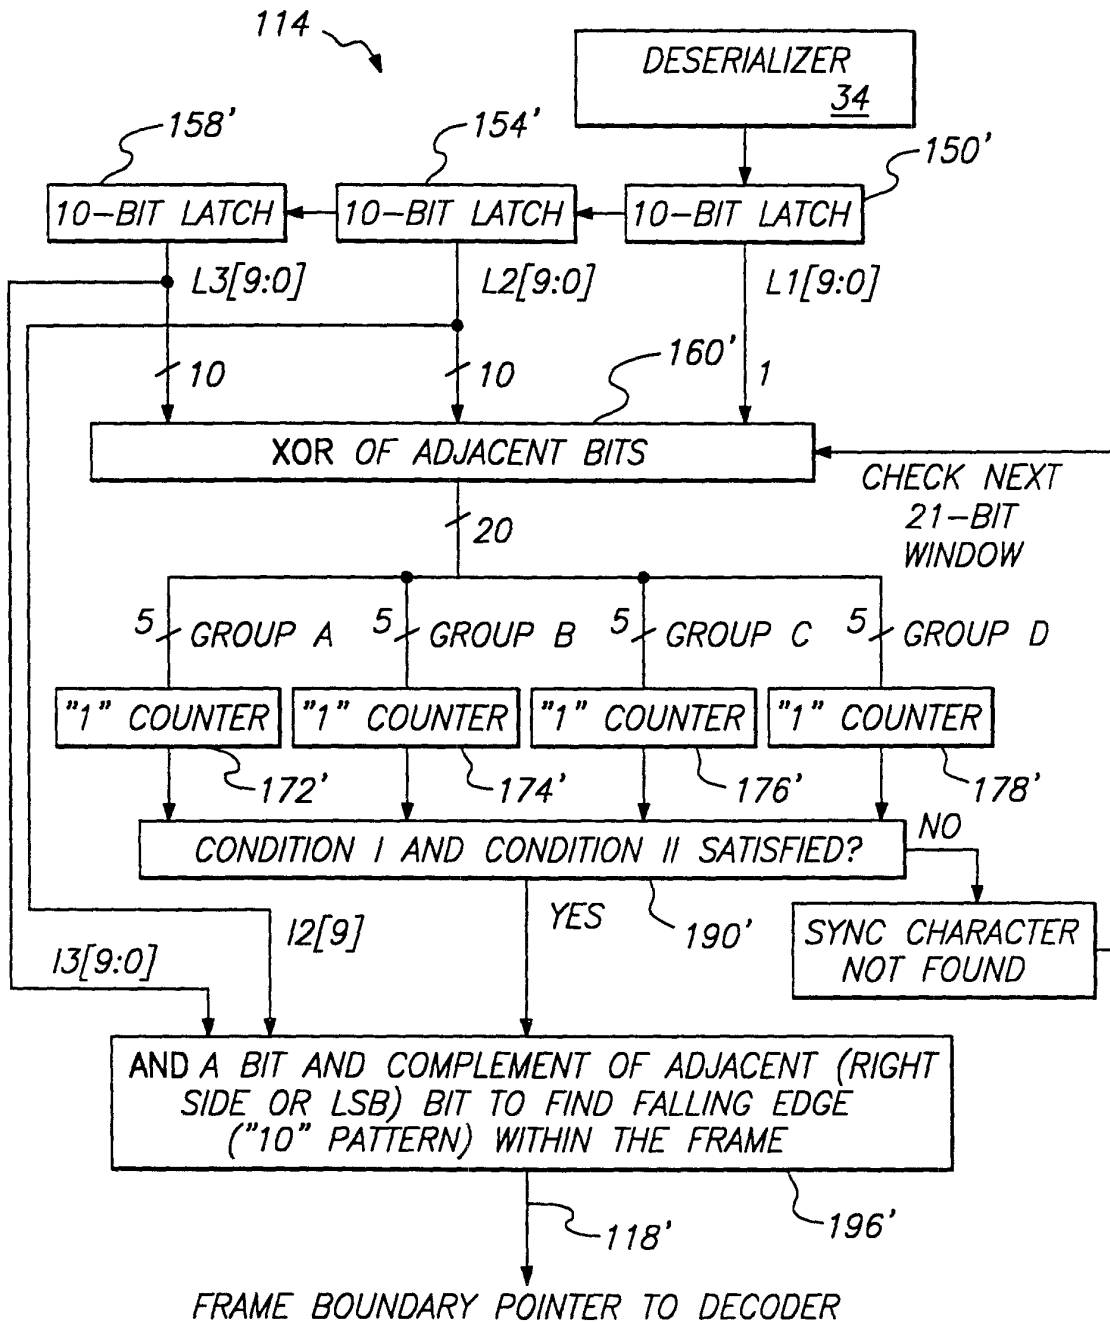 114
DESERIALIZER
34
158'
154'
150'
10-BIT LATCH
10-BIT LATCH
10-BIT LATCH
L3[9:0]
L2[9:0]
L1[9:0]
10
10
1
160'
XOR OF ADJACENT BITS
CHECK NEXT
21-BIT
WINDOW
20
5
GROUP A
5
GROUP B
5
GROUP C
5
GROUP D
"1" COUNTER
"1" COUNTER
"1" COUNTER
"1" COUNTER
172'
174'
176'
178'
CONDITION I AND CONDITION II SATISFIED?
NO
YES
190'
SYNC CHARACTER
NOT FOUND
l2[9]
l3[9:0]
AND A BIT AND COMPLEMENT OF ADJACENT (RIGHT
SIDE OR LSB) BIT TO FIND FALLING EDGE
("10" PATTERN) WITHIN THE FRAME
196'
118'
FRAME BOUNDARY POINTER TO DECODER